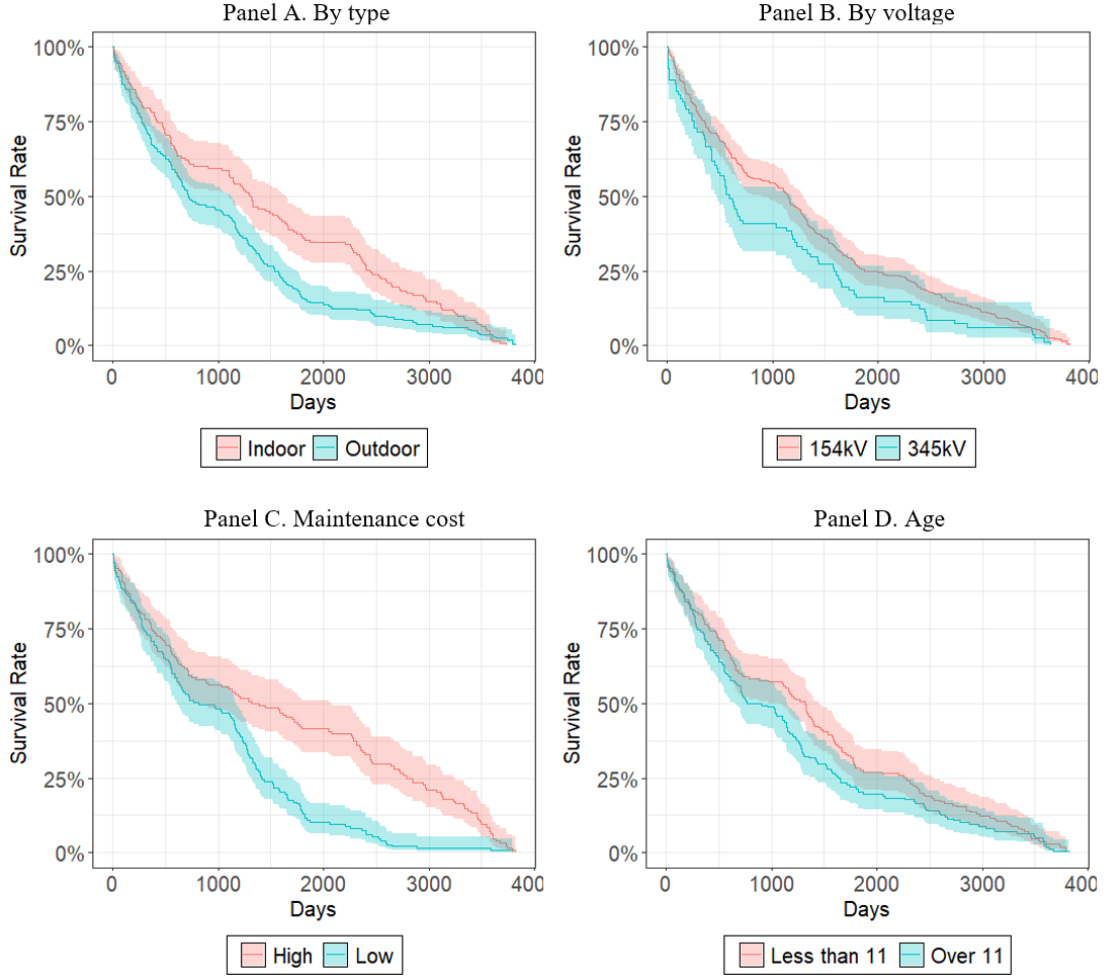 Panel A. By type
100%
75%
50%
25%
0%
Survival Rate
0 1000 2000 3000 400
Days
Indoor Outdoor
Panel B. By voltage
100%
75%
50%
25%
0%
Survival Rate
0 1000 2000 3000 400
Days
154kV 345kV
Panel C. Maintenance cost
100%
75%
50%
25%
0%
Survival Rate
0 1000 2000 3000 400
Days
High Low
Panel D. Age
100%
75%
50%
25%
0%
Survival Rate
0 1000 2000 3000 400
Days
Less than 11 Over 11